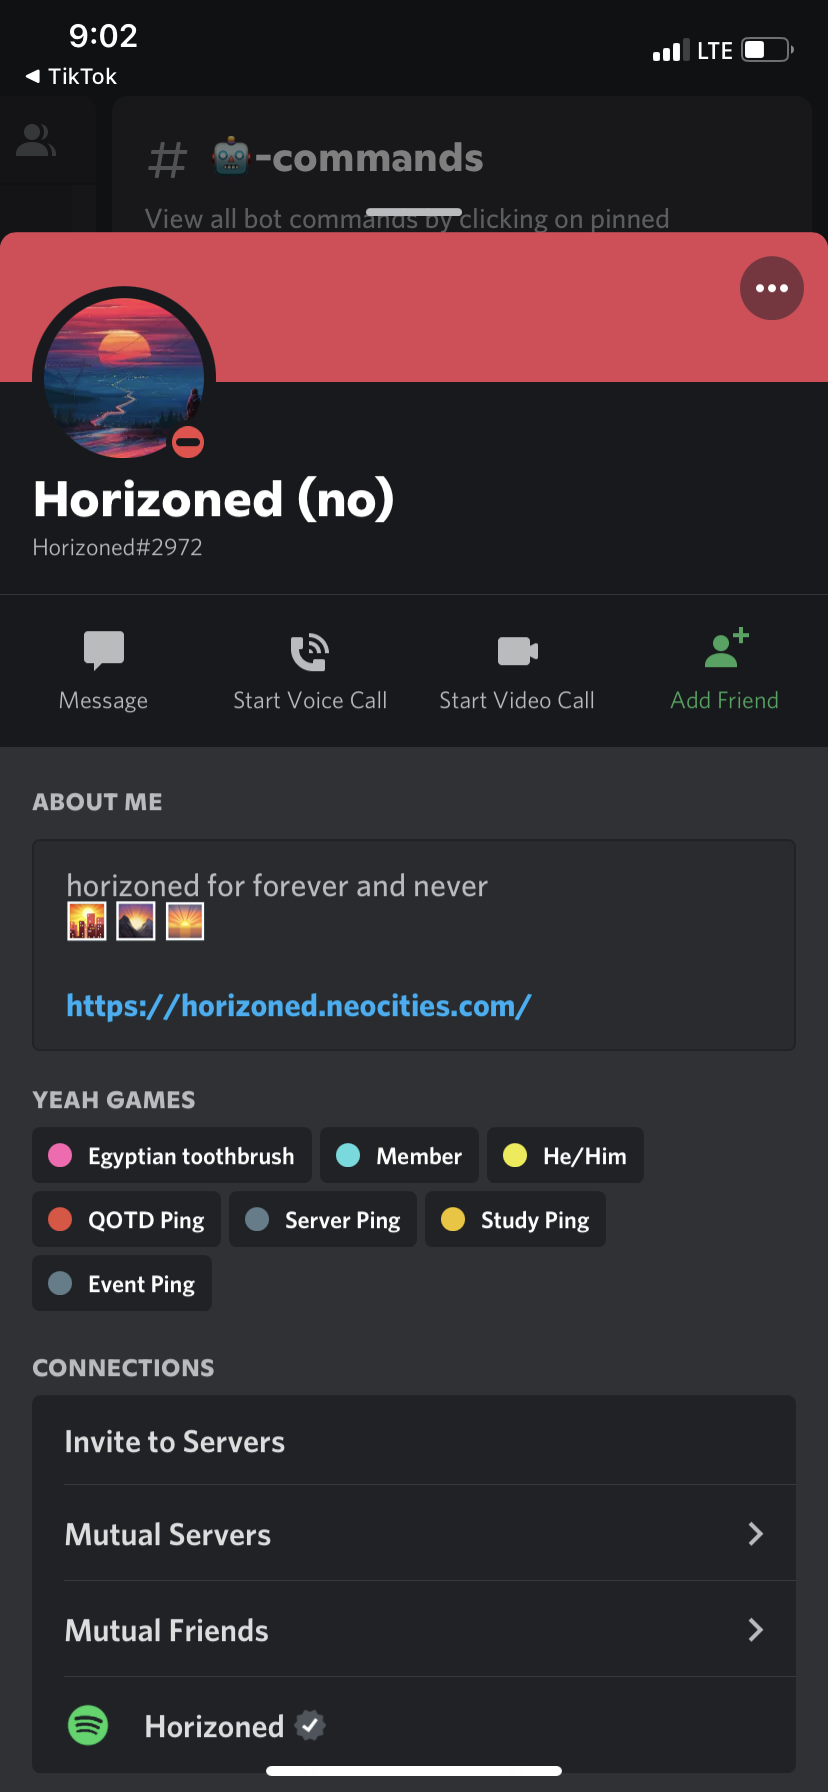 9:02
LTE
◀ TikTok
# 🤖-commands
View all bot commands by clicking on pinned
Horizoned (no)
Horizoned#2972
Message
Start Voice Call
Start Video Call
Add Friend
ABOUT ME
horizoned for forever and never
🌇 🌄 🌅
https://horizoned.neocities.com/
YEAH GAMES
Egyptian toothbrush
Member
He/Him
QOTD Ping
Server Ping
Study Ping
Event Ping
CONNECTIONS
Invite to Servers
Mutual Servers
Mutual Friends
Horizoned